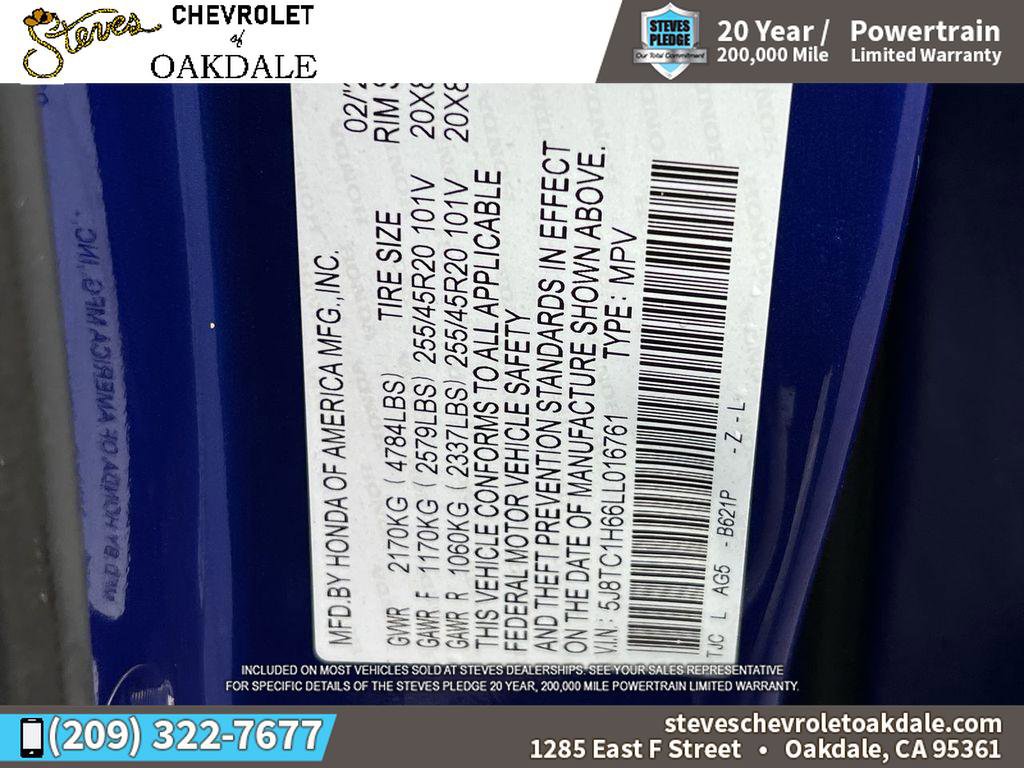 Steves
CHEVROLET
of
OAKDALE
STEVES
PLEDGE
Our Total Commitment
20 Year /
200,000 Mile
Powertrain
Limited Warranty
MFD. BY HONDA OF AMERICA MFG., INC. 02/
GVWR 2170KG ( 4784LBS) TIRE SIZE RIM
GAWR F 1170KG ( 2579LBS) 255/45R20 101V
GAWR R 1060KG ( 2337LBS) 255/45R20 101V
THIS VEHICLE CONFORMS TO ALL APPLICABLE
FEDERAL MOTOR VEHICLE SAFETY
AND THEFT PREVENTION STANDARDS IN EFFECT
ON THE DATE OF MANUFACTURE SHOWN ABOVE.
V.I.N : 5J8TC1H66LL016761 TYPE : MPV
TJC L AG5 - B621P - Z - L
INCLUDED ON MOST VEHICLES SOLD AT STEVES DEALERSHIPS. SEE YOUR SALES REPRESENTATIVE
FOR SPECIFIC DETAILS OF THE STEVES PLEDGE 20 YEAR, 200,000 MILE POWERTRAIN LIMITED WARRANTY.
(209) 322-7677
steveschevroletoakdale.com
1285 East F Street • Oakdale, CA 95361